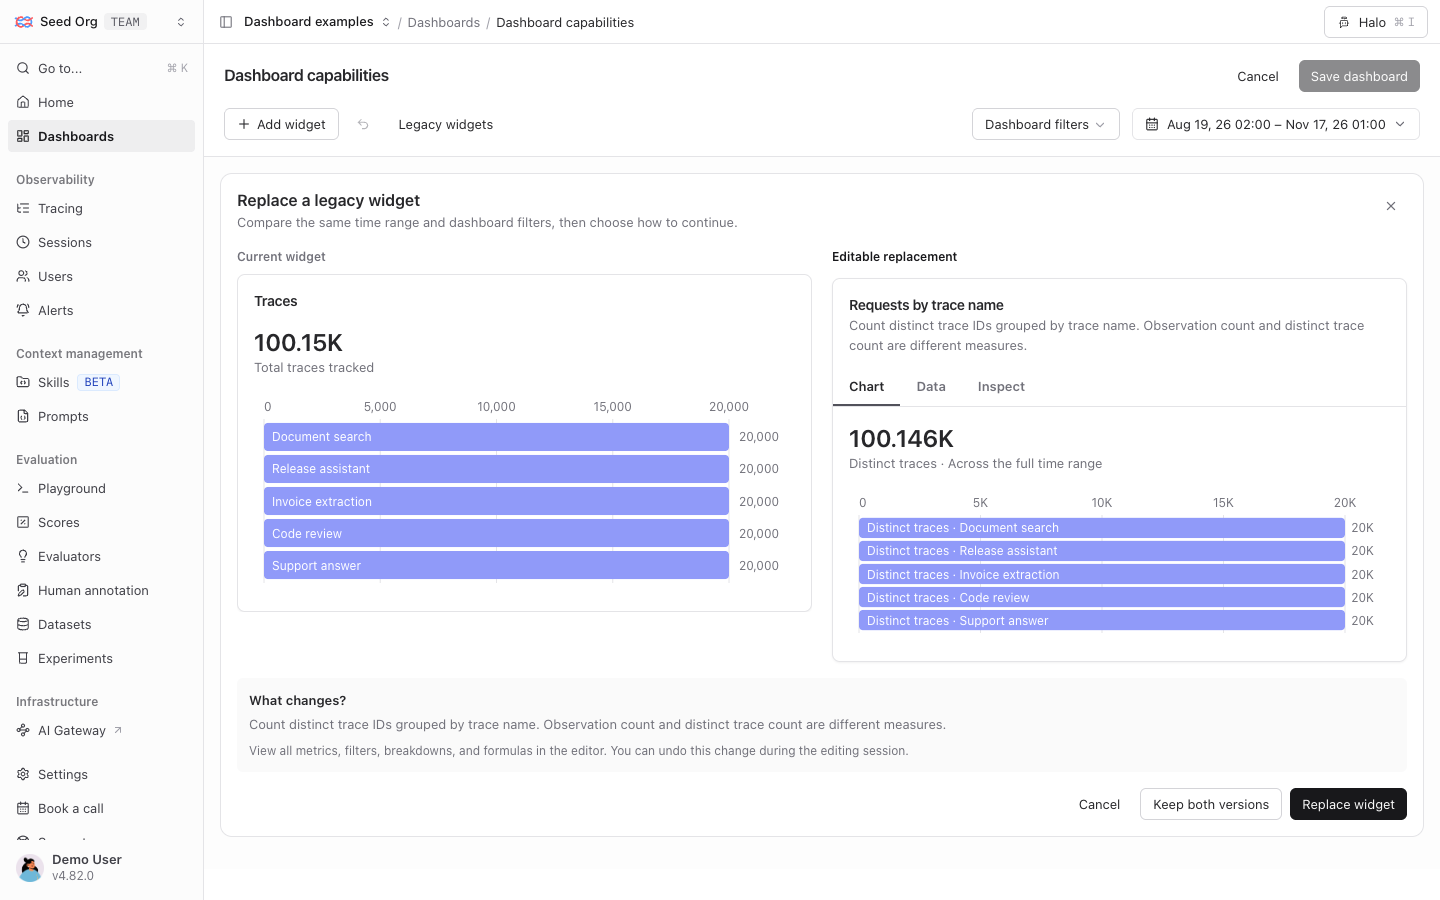 Seed Org TEAM
Go to... ⌘ K
Home
Dashboards
Observability
Tracing
Sessions
Users
Alerts
Context management
Skills BETA
Prompts
Evaluation
Playground
Scores
Evaluators
Human annotation
Datasets
Experiments
Infrastructure
AI Gateway
Settings
Book a call
Demo User
v4.82.0
Dashboard examples / Dashboards / Dashboard capabilities
Halo ⌘ I
Dashboard capabilities
Cancel
Save dashboard
Add widget
Legacy widgets
Dashboard filters
Aug 19, 26 02:00 – Nov 17, 26 01:00
Replace a legacy widget
Compare the same time range and dashboard filters, then choose how to continue.
Current widget
Traces
100.15K
Total traces tracked
0 5,000 10,000 15,000 20,000
Document search 20,000
Release assistant 20,000
Invoice extraction 20,000
Code review 20,000
Support answer 20,000
Editable replacement
Requests by trace name
Count distinct trace IDs grouped by trace name. Observation count and distinct trace
count are different measures.
Chart Data Inspect
100.146K
Distinct traces · Across the full time range
0 5K 10K 15K 20K
Distinct traces · Document search 20K
Distinct traces · Release assistant 20K
Distinct traces · Invoice extraction 20K
Distinct traces · Code review 20K
Distinct traces · Support answer 20K
What changes?
Count distinct trace IDs grouped by trace name. Observation count and distinct trace count are different measures.
View all metrics, filters, breakdowns, and formulas in the editor. You can undo this change during the editing session.
Cancel
Keep both versions
Replace widget